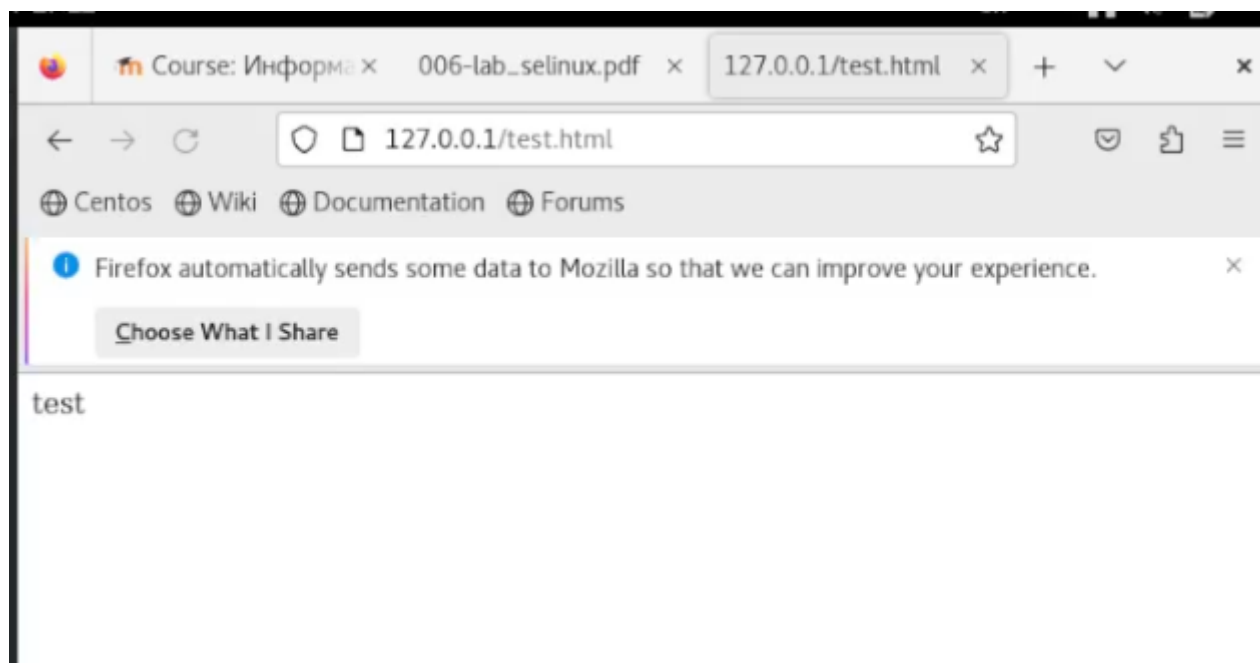 Course: Информа
006-lab_selinux.pdf
127.0.0.1/test.html
127.0.0.1/test.html
Centos Wiki Documentation Forums
Firefox automatically sends some data to Mozilla so that we can improve your experience.
Choose What I Share
test